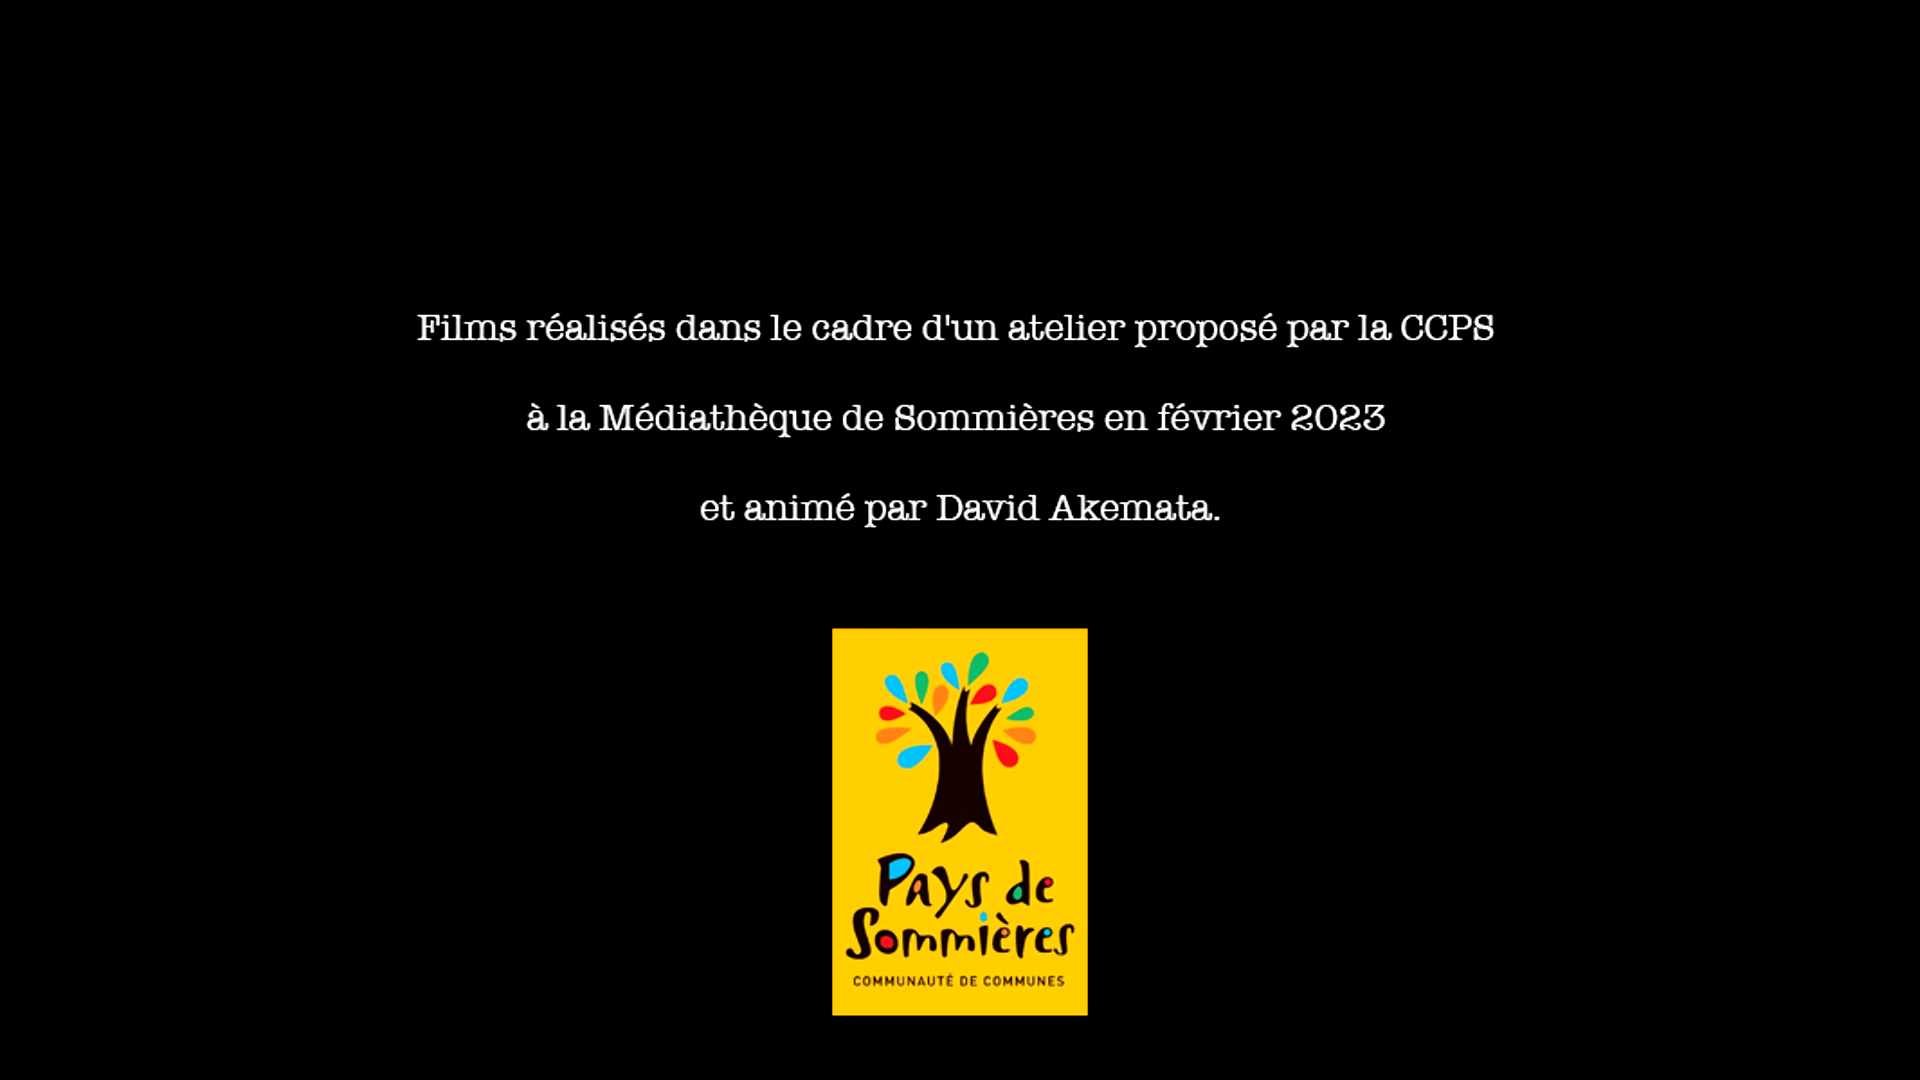 Films réalisés dans le cadre d'un atelier proposé par la CCPS
à la Médiathèque de Sommières en février 2023
et animé par David Akemata.
Pays de
Sommières
COMMUNAUTÉ DE COMMUNES